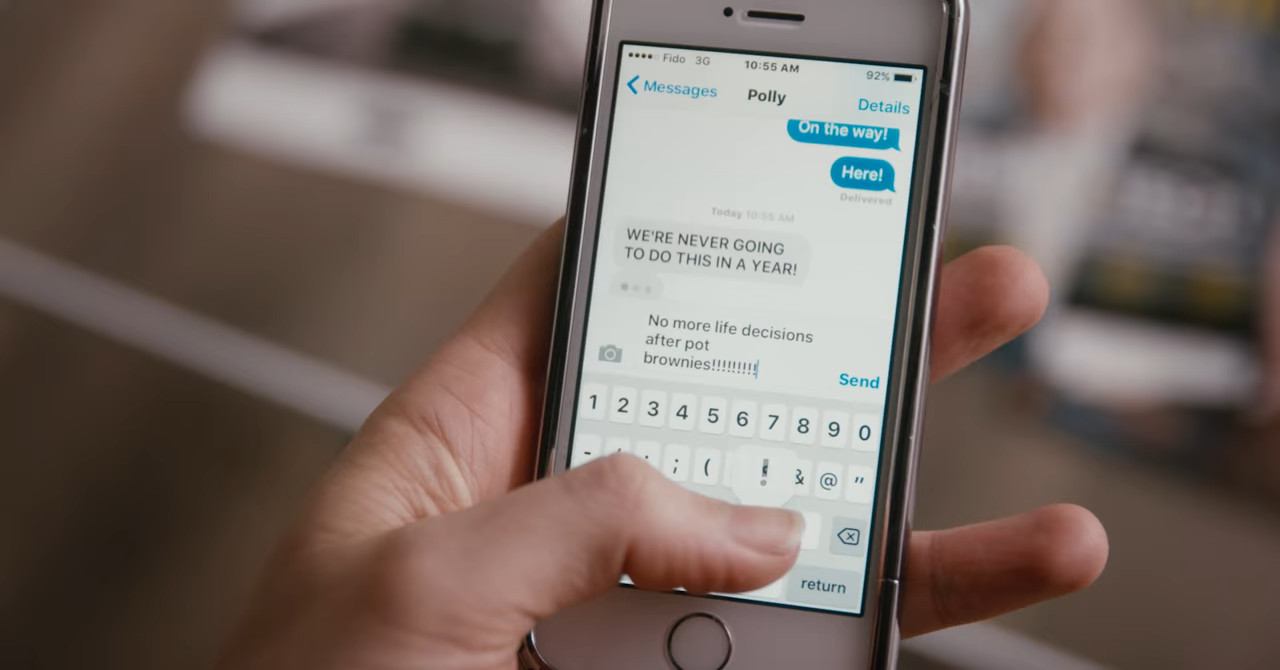 Fido 3G 10:55 AM 92%
Messages Polly Details
On the way!
Here!
Delivered
Today 10:55 AM
WE'RE NEVER GOING
TO DO THIS IN A YEAR!
No more life decisions
after pot
brownies!!!!!!!!!
Send
1 2 3 4 5 6 7 8 9 0
- ; ( ! & @ "
return